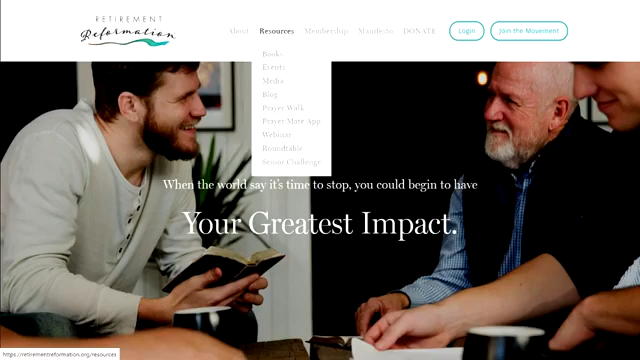 RETIREMENT
Reformation
About Resources Membership Manifesto DONATE Login Join the Movement
Books
Events
Media
Blog
Prayer Walk
Prayer Mate App
Webinar
Roundtable
Senior Challenge
When the world say it's time to stop, you could begin to have
Your Greatest Impact.
https://retirementreformation.org/resources